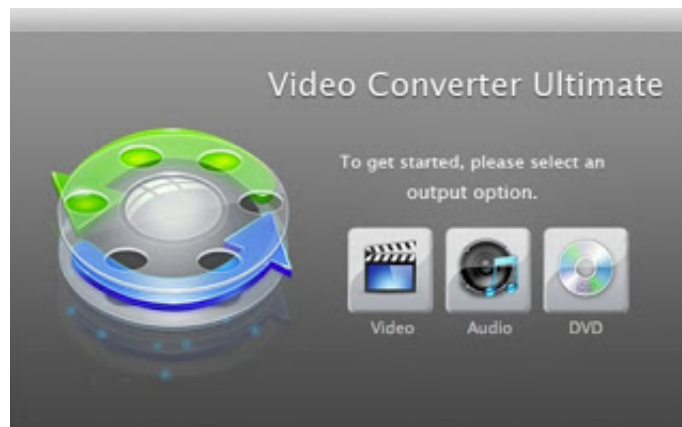 Video Converter Ultimate
To get started, please select an
output option.
Video Audio DVD